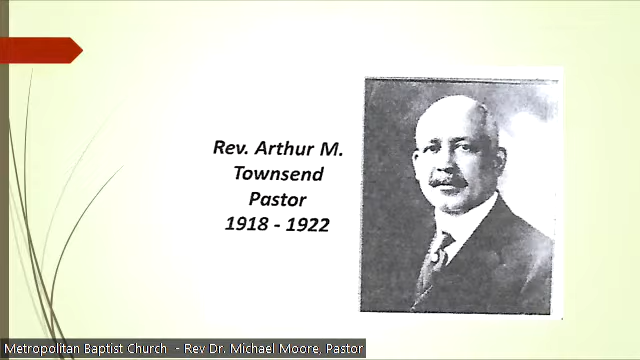 Rev. Arthur M.
Townsend
Pastor
1918 - 1922
Metropolitan Baptist Church - Rev Dr. Michael Moore, Pastor